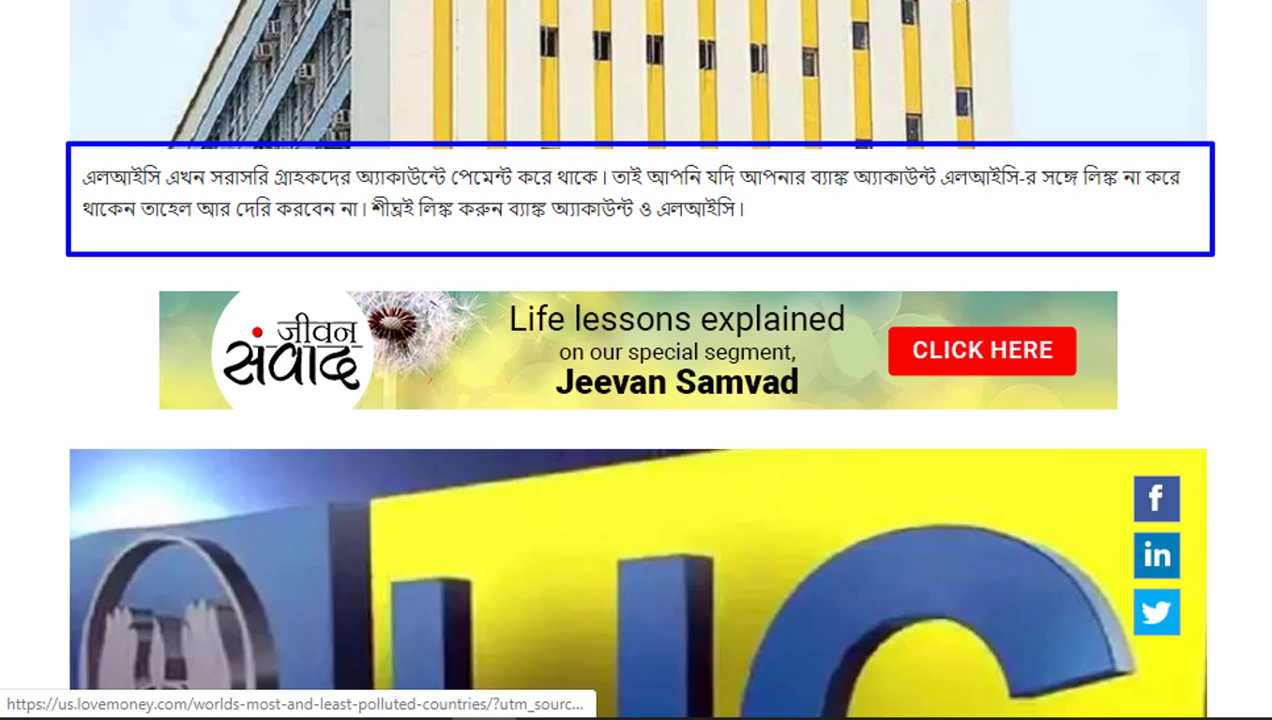 এলআইসি এখন সরাসরি গ্রাহকদের অ্যাকাউন্টে পেমেন্ট করে থাকে। তাই আপনি যদি আপনার ব্যাঙ্ক অ্যাকাউন্ট এলআইসি-র সঙ্গে লিঙ্ক না করে
থাকেন তাহেল আর দেরি করবেন না। শীঘ্রই লিঙ্ক করুন ব্যাঙ্ক অ্যাকাউন্ট ও এলআইসি।
जीवन
संवाद
Life lessons explained
on our special segment,
Jeevan Samvad
CLICK HERE
f
in
LIC
https://us.lovemoney.com/worlds-most-and-least-polluted-countries/?utm_sourc...